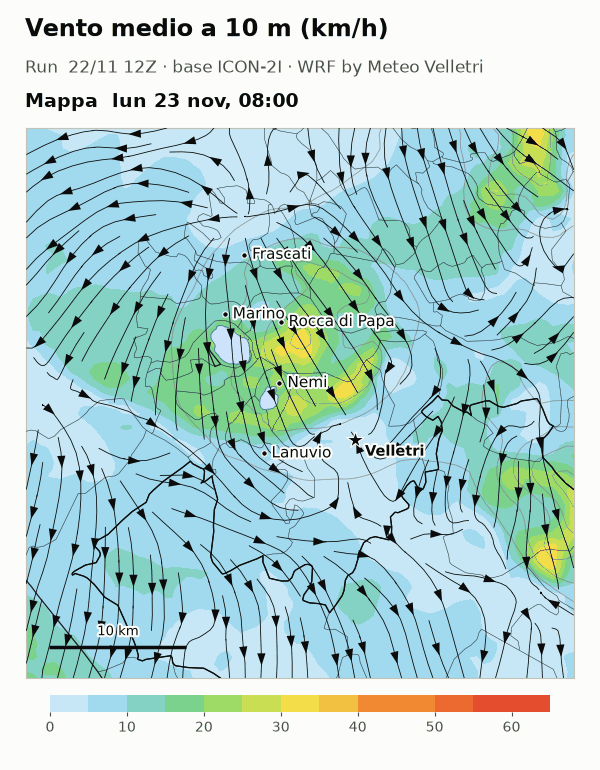 Vento medio a 10 m (km/h)
Run  22/11 12Z · base ICON-2I · WRF by Meteo Velletri
Mappa  lun 23 nov, 08:00
Frascati
Marino
Rocca di Papa
Nemi
Velletri
Lanuvio
10 km
0 10 20 30 40 50 60